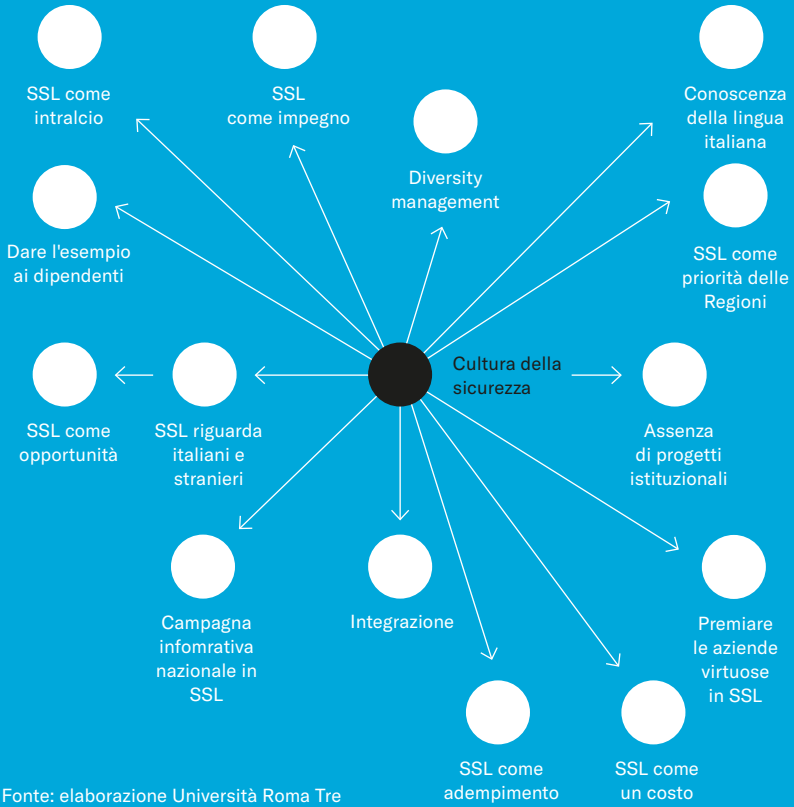 SSL come
intralcio
SSL
come impegno
Diversity
management
Conoscenza
della lingua
italiana
Dare l'esempio
ai dipendenti
SSL come
priorità delle
Regioni
Cultura della
sicurezza
SSL come
opportunità
SSL riguarda
italiani e
stranieri
Assenza
di progetti
istituzionali
Campagna
infomrativa
nazionale in
SSL
Integrazione
Premiare
le aziende
virtuose
in SSL
SSL come
adempimento
SSL come
un costo
Fonte: elaborazione Università Roma Tre